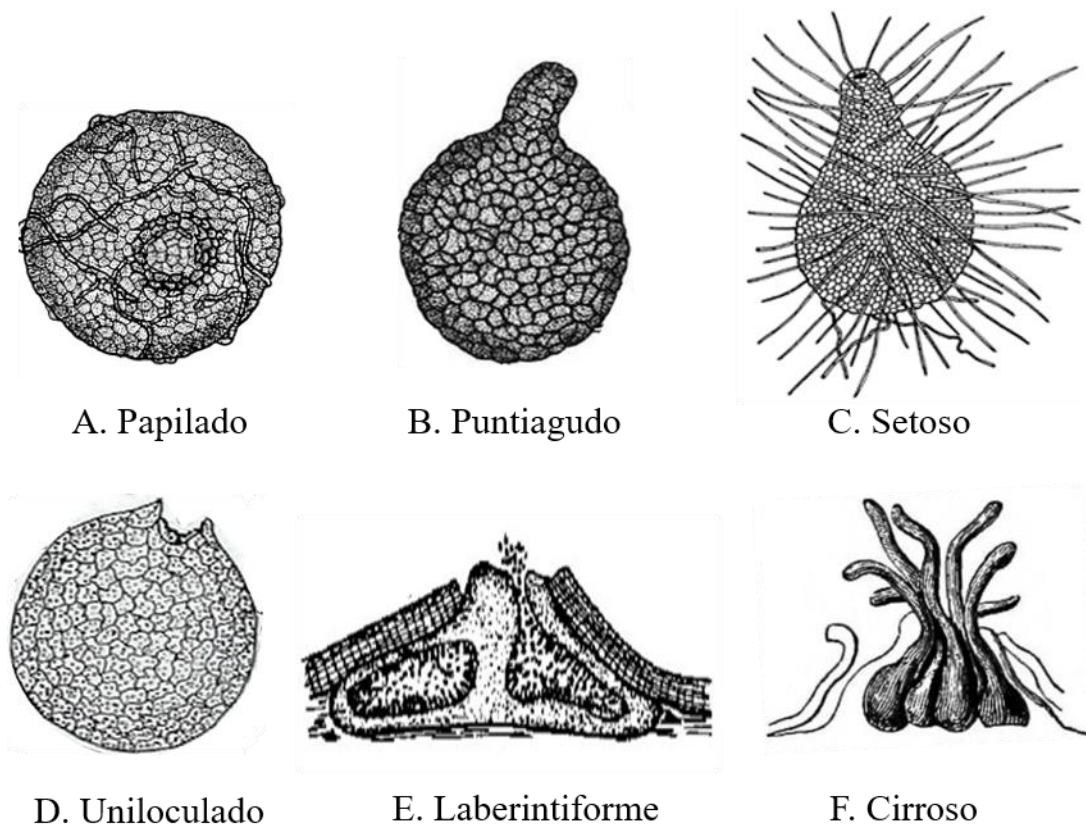 A. Papilado
B. Puntiagudo
C. Setoso
D. Uniloculado
E. Laberintiforme
F. Cirroso